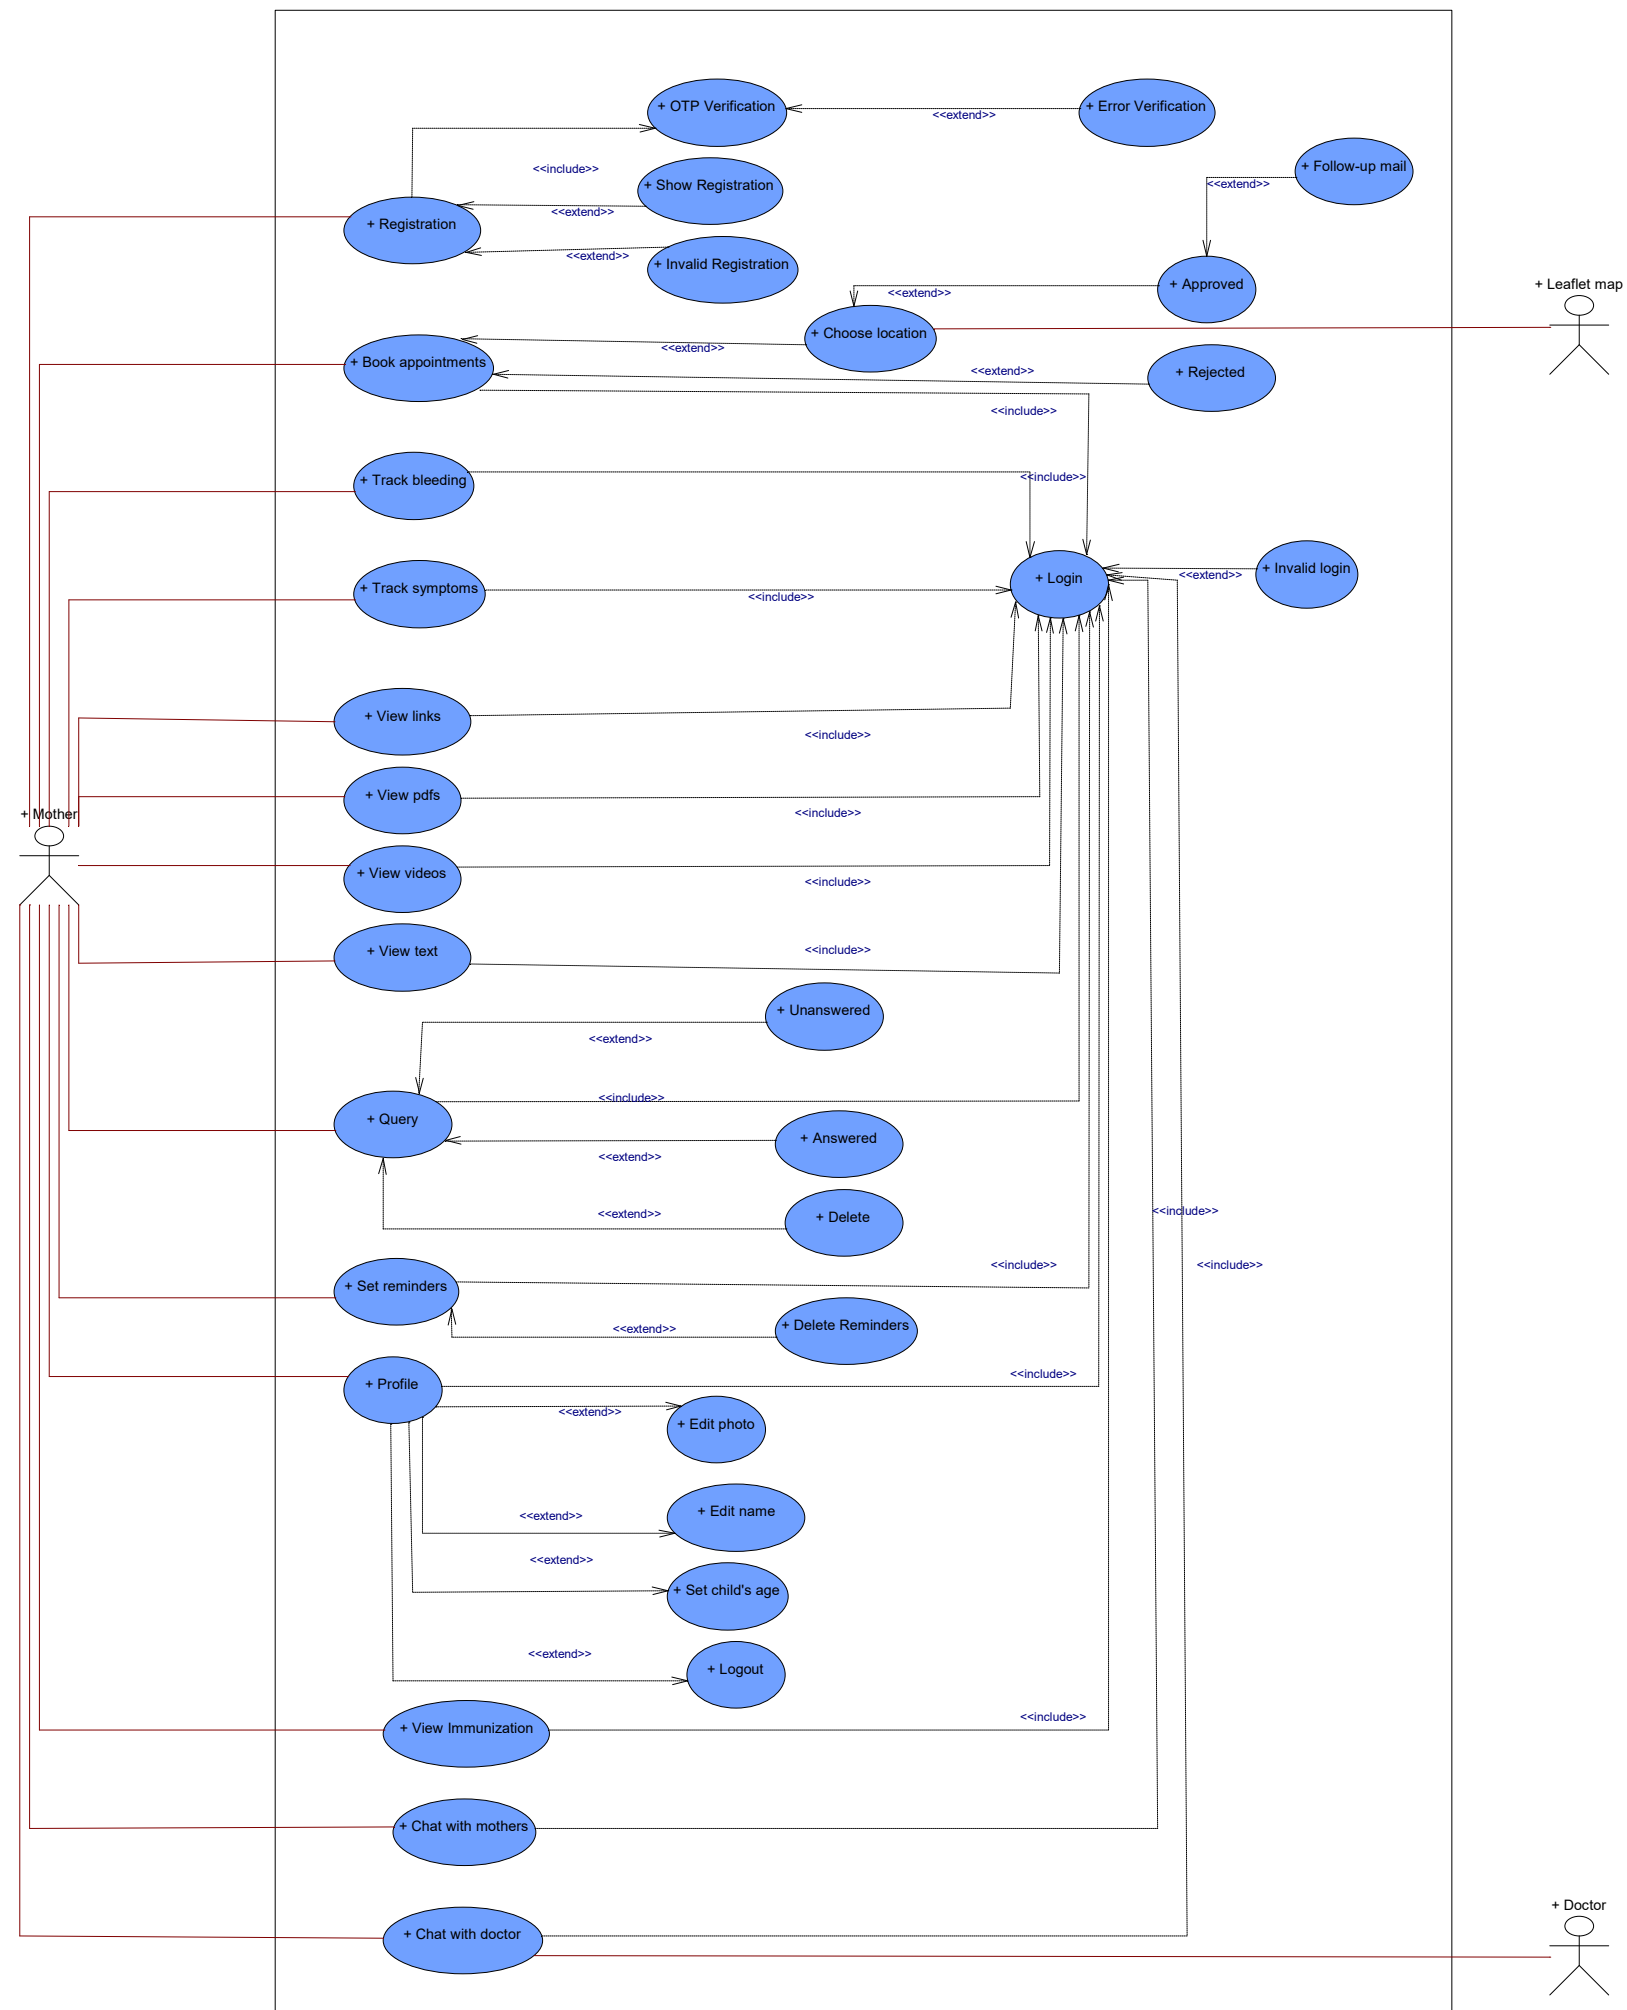 + OTP Verification
<<extend>>
+ Error Verification
<<include>>
+ Show Registration
<<extend>>
+ Follow-up mail
<<extend>>
+ Registration
<<extend>>
+ Invalid Registration
+ Approved
<<extend>>
+ Leaflet map
+ Choose location
+ Book appointments
<<extend>>
<<extend>>
+ Rejected
<<include>>
+ Track bleeding
<<include>>
+ Login
<<extend>>
+ Invalid login
+ Track symptoms
<<include>>
+ View links
<<include>>
+ View pdfs
<<include>>
+ Mother
+ View videos
<<include>>
+ View text
<<include>>
+ Unanswered
<<extend>>
<<include>>
+ Query
+ Answered
<<extend>>
<<extend>>
+ Delete
<<include>>
<<include>>
<<include>>
+ Set reminders
<<extend>>
+ Delete Reminders
+ Profile
<<include>>
<<extend>>
+ Edit photo
<<extend>>
+ Edit name
<<extend>>
+ Set child's age
<<extend>>
+ Logout
+ View Immunization
<<include>>
+ Chat with mothers
+ Chat with doctor
+ Doctor